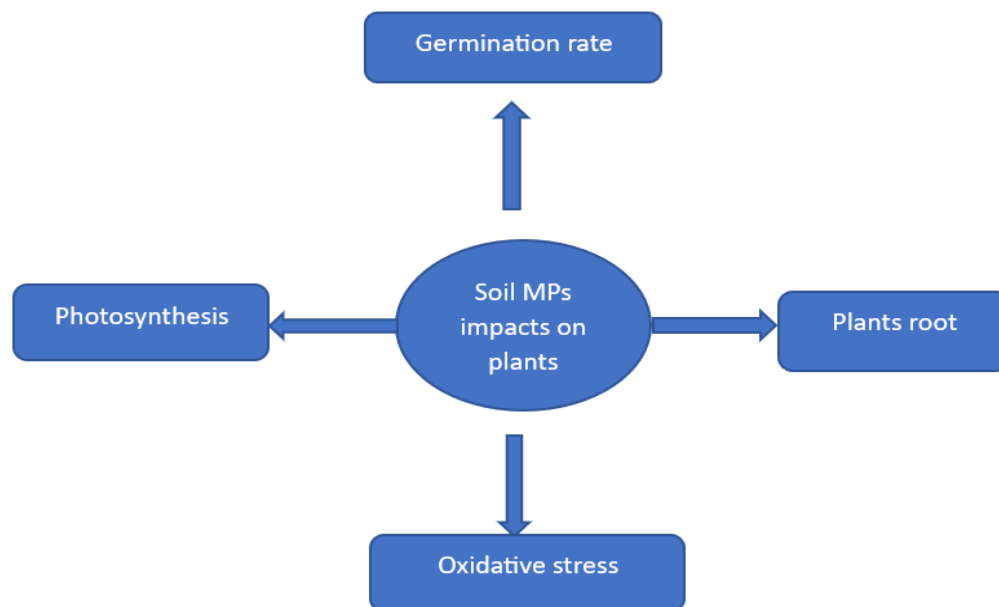 Germination rate
Photosynthesis
Soil MPs
impacts on
plants
Plants root
Oxidative stress